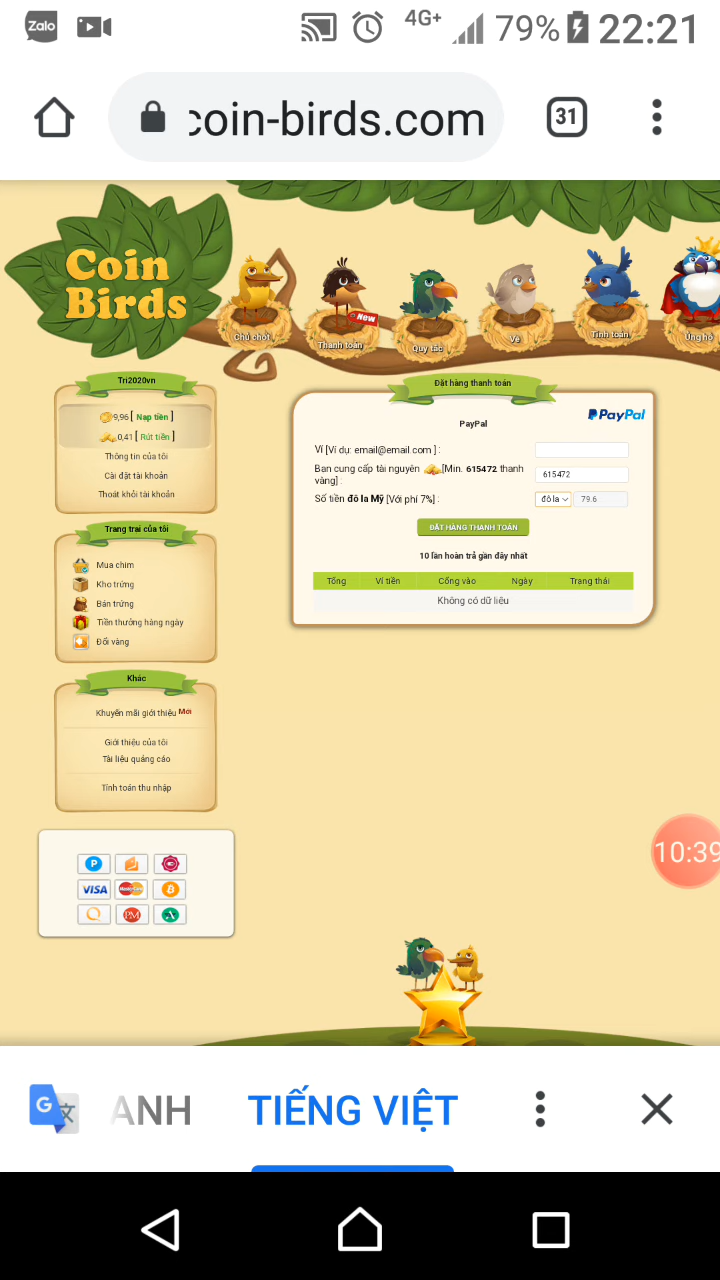 Zalo
4G+
79%
22:21
coin-birds.com
31
Coin
Birds
Chủ chốt
Thanh toán
New
Quy tắc
Vé
Tính toán
Ủng hộ
Tri2020vn
9,96 [ Nạp tiền ]
0,41 [ Rút tiền ]
Thông tin của tôi
Cài đặt tài khoản
Thoát khỏi tài khoản
Đặt hàng thanh toán
PayPal
PayPal
Ví [Ví dụ: email@email.com ] :
Bạn cung cấp tài nguyên [Min. 615472 thanh
vàng] :
615472
Số tiền đô la Mỹ [Với phí 7%] :
đô la
79.6
ĐẶT HÀNG THANH TOÁN
10 lần hoàn trả gần đây nhất
Tổng Ví tiền Cổng vào Ngày Trạng thái
Không có dữ liệu
Trang trại của tôi
Mua chim
Kho trứng
Bán trứng
Tiền thưởng hàng ngày
Đổi vàng
Khác
Khuyến mãi giới thiệu Mới
Giới thiệu của tôi
Tài liệu quảng cáo
Tính toán thu nhập
P
VISA
MasterCard
PM
10:39
G
ANH
TIẾNG VIỆT